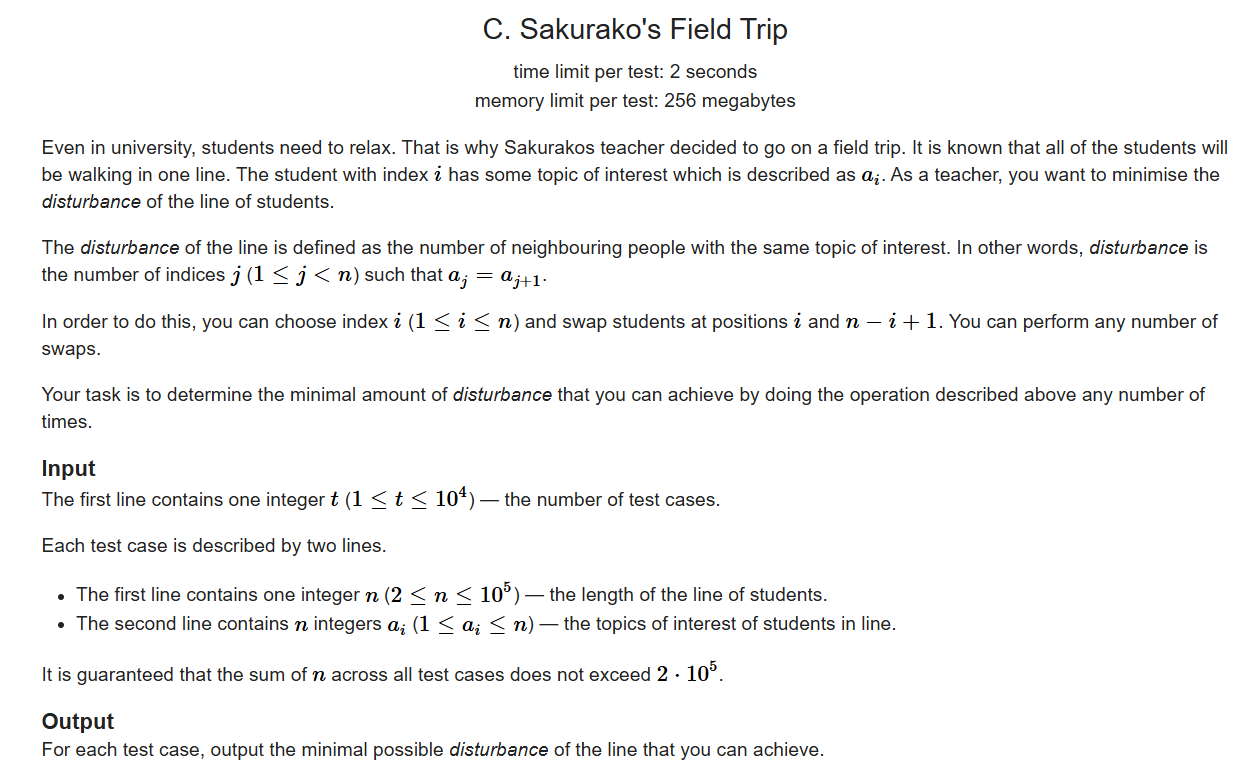 C. Sakurako's Field Trip
time limit per test: 2 seconds
memory limit per test: 256 megabytes
Even in university, students need to relax. That is why Sakurakos teacher decided to go on a field trip. It is known that all of the students will
be walking in one line. The student with index i has some topic of interest which is described as a_i. As a teacher, you want to minimise the
disturbance of the line of students.
The disturbance of the line is defined as the number of neighbouring people with the same topic of interest. In other words, disturbance is
the number of indices j (1 ≤ j < n) such that a_j = a_{j+1}.
In order to do this, you can choose index i (1 ≤ i ≤ n) and swap students at positions i and n − i + 1. You can perform any number of
swaps.
Your task is to determine the minimal amount of disturbance that you can achieve by doing the operation described above any number of
times.
Input
The first line contains one integer t (1 ≤ t ≤ 10^4) — the number of test cases.
Each test case is described by two lines.
• The first line contains one integer n (2 ≤ n ≤ 10^5) — the length of the line of students.
• The second line contains n integers a_i (1 ≤ a_i ≤ n) — the topics of interest of students in line.
It is guaranteed that the sum of n across all test cases does not exceed 2 · 10^5.
Output
For each test case, output the minimal possible disturbance of the line that you can achieve.